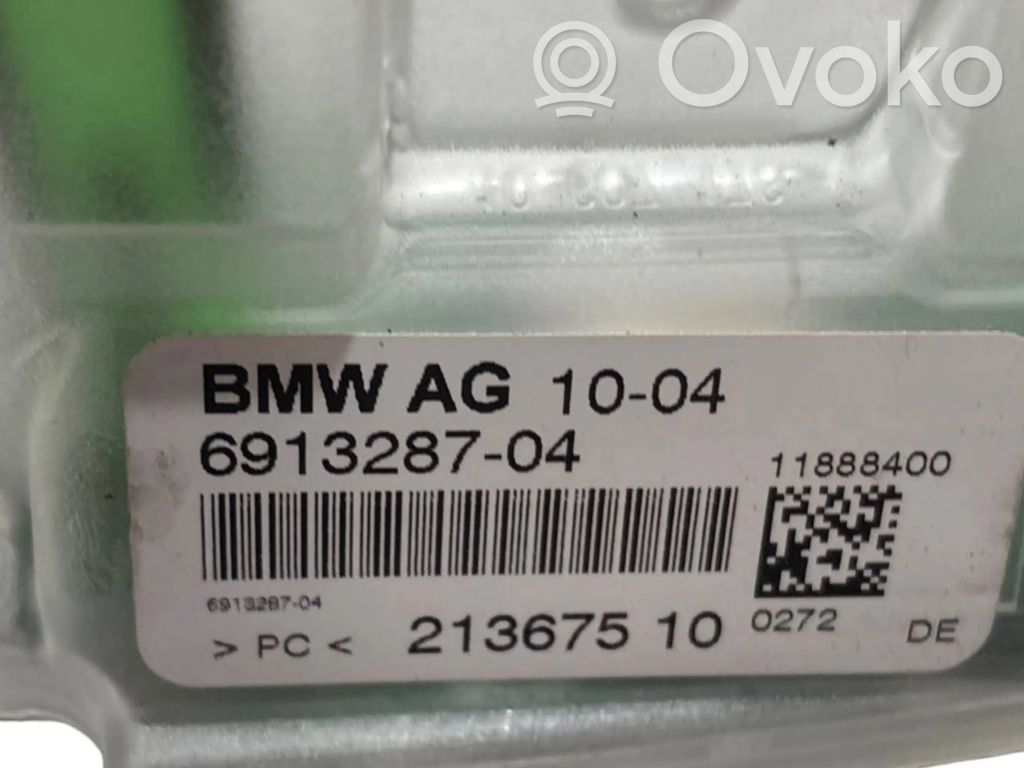 Ovoko
BMW AG 10-04
6913287-04
11888400
6913287-04
> PC < 213675 10
0272
DE